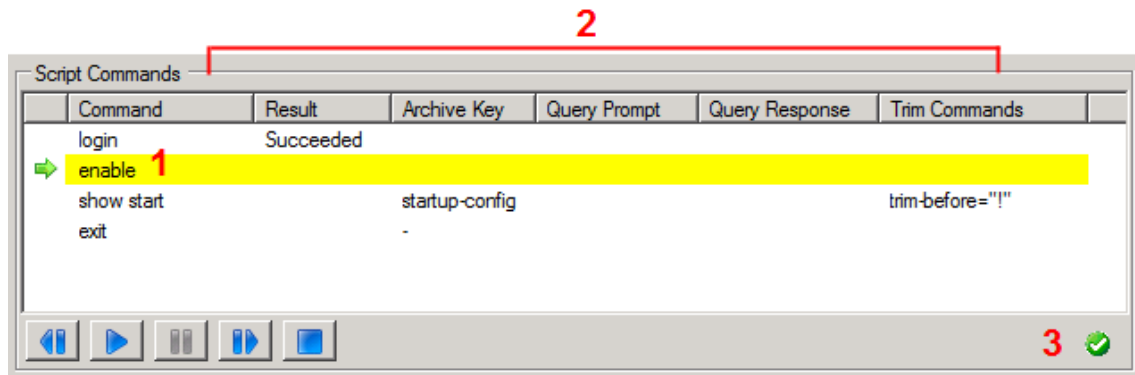 2
Script Commands
Command Result Archive Key Query Prompt Query Response Trim Commands
login Succeeded
enable 1
show start startup-config trim-before="!"
exit -
3